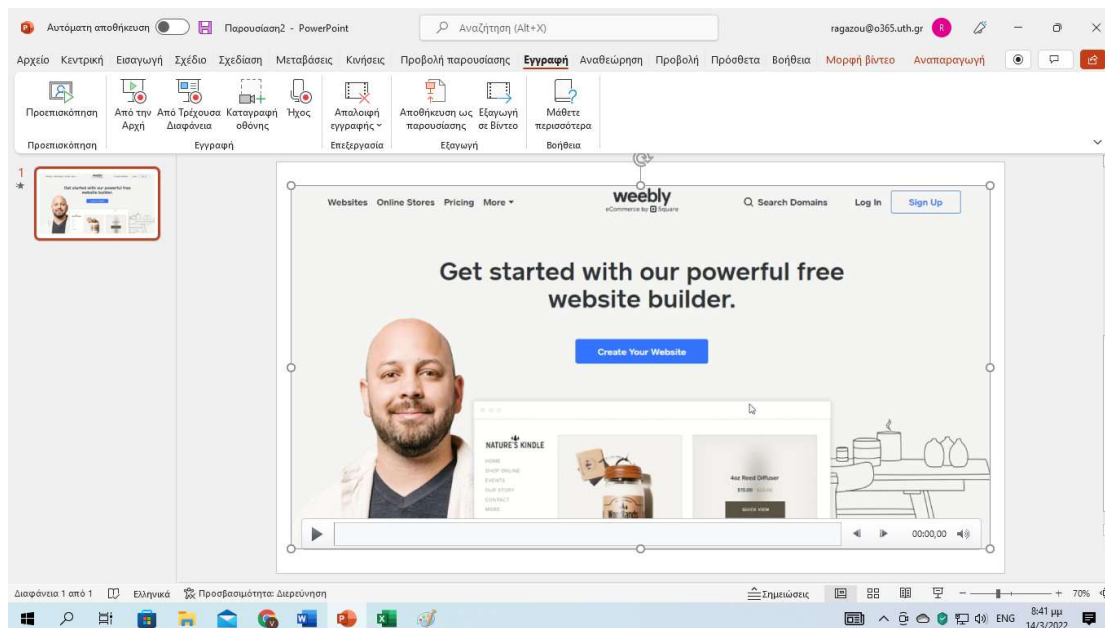 Αυτόματη αποθήκευση
Παρουσίαση2 - PowerPoint
Αναζήτηση (Alt+X)
ragazou@o365.uth.gr
R
Αρχείο Κεντρική Εισαγωγή Σχέδιο Σχεδίαση Μεταβάσεις Κινήσεις Προβολή παρουσίασης Εγγραφή Αναθεώρηση Προβολή Πρόσθετα Βοήθεια Μορφή βίντεο Αναπαραγωγή
Προεπισκόπηση
Από την Αρχή
Από Τρέχουσα Διαφάνεια
Καταγραφή οθόνης
Ήχος
Απαλοιφή εγγραφής
Αποθήκευση ως παρουσίασης
Εξαγωγή σε Βίντεο
Μάθετε περισσότερα
Προεπισκόπηση Εγγραφή Επεξεργασία Εξαγωγή Βοήθεια
1
Websites Online Stores Pricing More
weebly
eCommerce by Square
Search Domains Log In Sign Up
Get started with our powerful free
website builder.
Create Your Website
NATURE'S KINDLE
HOME
SHOP ONLINE
EVENTS
OUR STORY
CONTACT
MORE
4oz Reed Diffuser
QUICK VIEW
00:00,00
Διαφάνεια 1 από 1 Ελληνικά Προσβασιμότητα: Διερεύνηση
Σημειώσεις
70%
ENG
8:41 μμ
14/3/2022